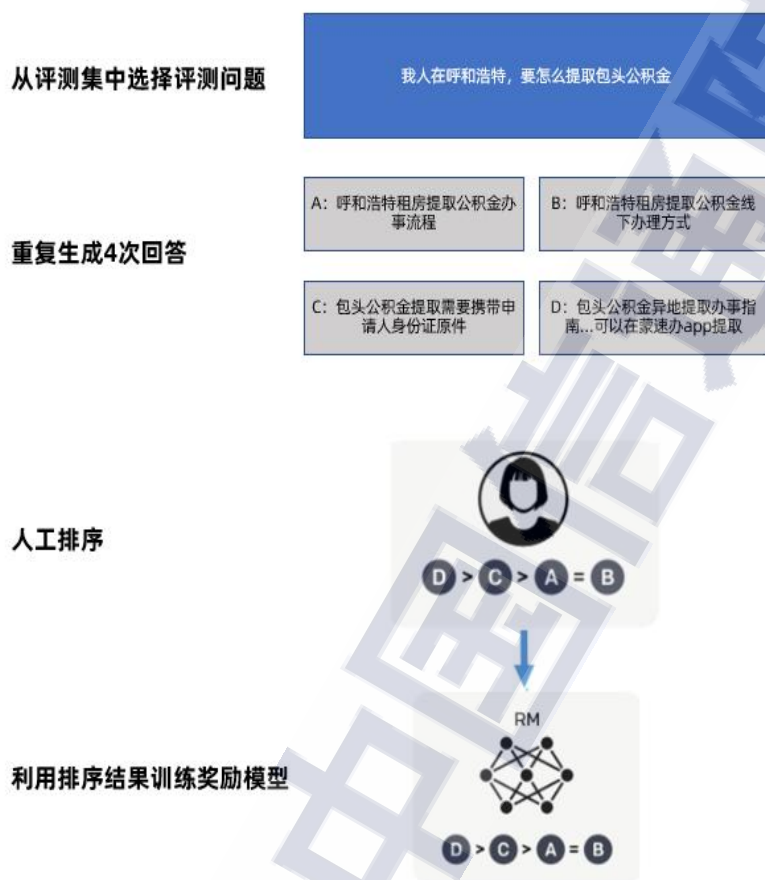 从评测集中选择评测问题
我人在呼和浩特，要怎么提取包头公积金
重复生成4次回答
A：呼和浩特租房提取公积金办
事流程
B：呼和浩特租房提取公积金线
下办理方式
C：包头公积金提取需要携带申
请人身份证原件
D：包头公积金异地提取办事指
南...可以在蒙速办app提取
人工排序
D > C > A = B
利用排序结果训练奖励模型
RM
D > C > A = B
中国信通院